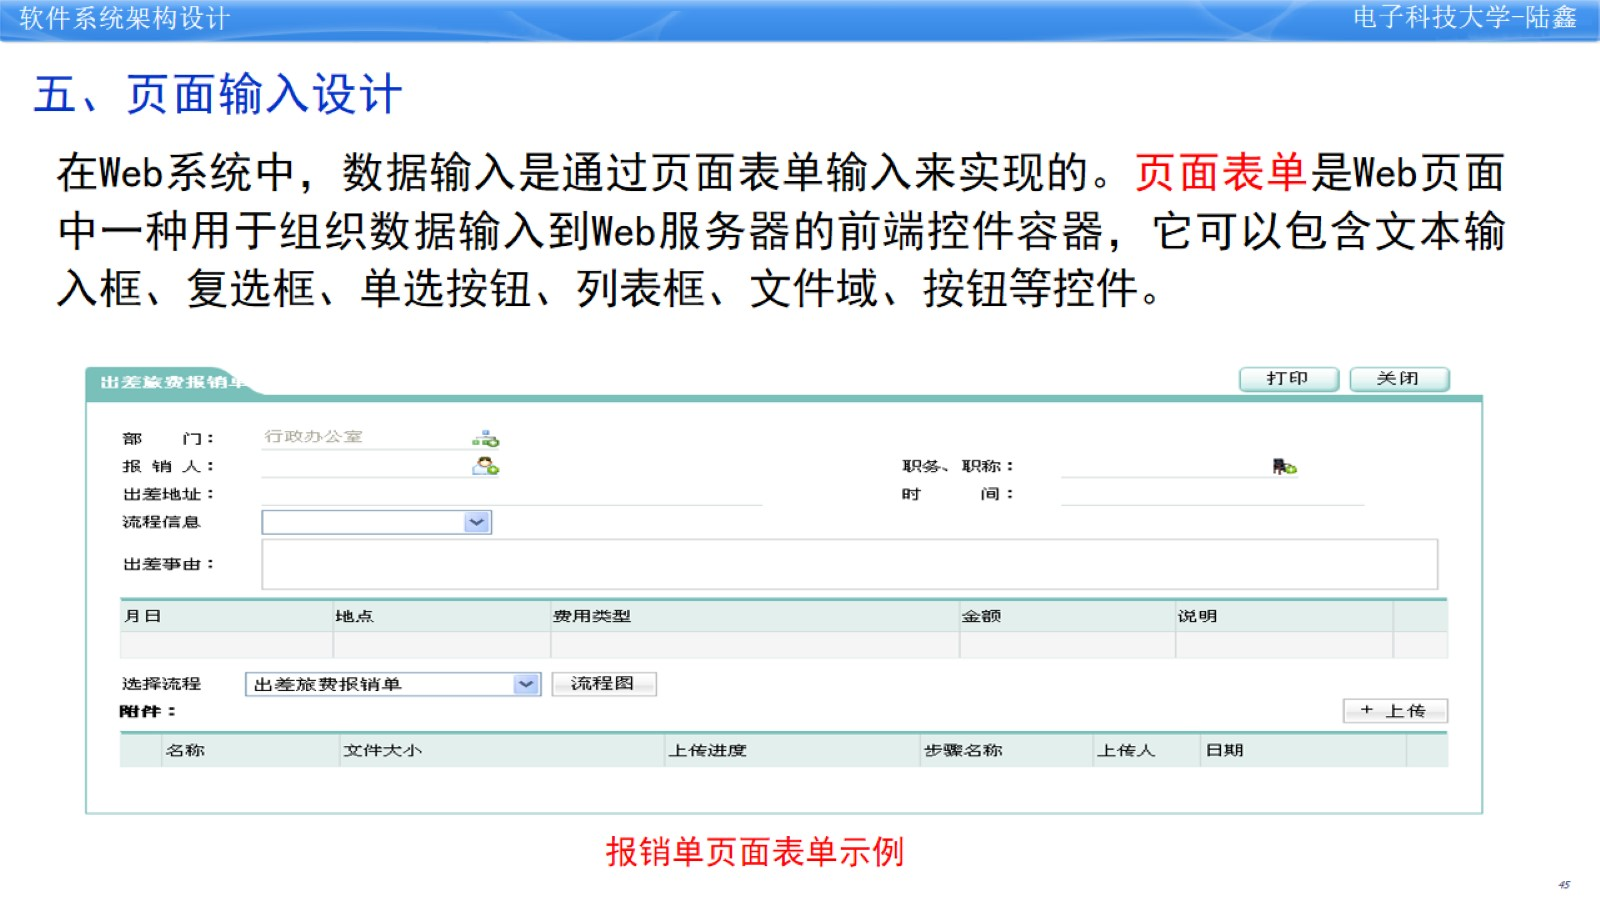 软件系统架构设计
电子科技大学-陆鑫
五、页面输入设计
在Web系统中，数据输入是通过页面表单输入来实现的。页面表单是Web页面
中一种用于组织数据输入到Web服务器的前端控件容器，它可以包含文本输
入框、复选框、单选按钮、列表框、文件域、按钮等控件。
出差旅费报销单
打印 关闭
部 门： 行政办公室
报 销 人： 职务、职称：
出差地址： 时 间：
流程信息
出差事由：
月日 地点 费用类型 金额 说明
选择流程 出差旅费报销单 流程图
附件： + 上传
名称 文件大小 上传进度 步骤名称 上传人 日期
报销单页面表单示例
45